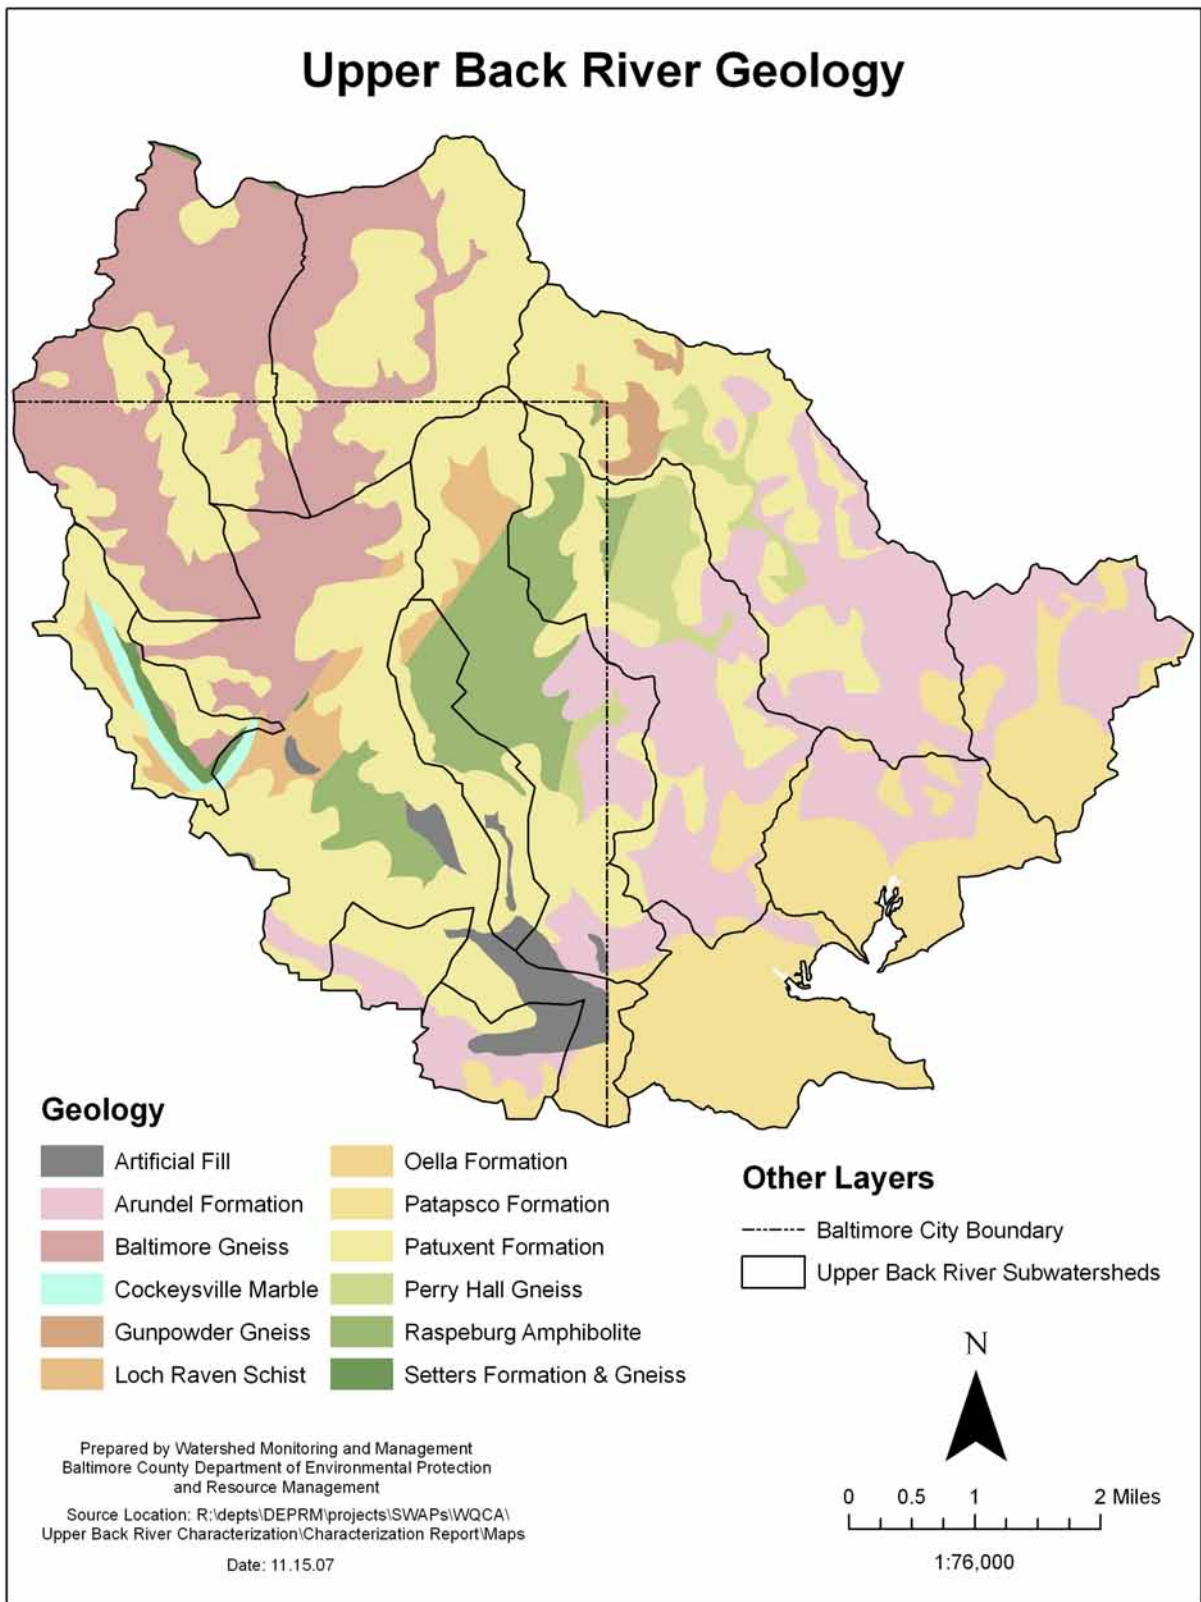 Upper Back River Geology
Geology
Artificial Fill
Arundel Formation
Baltimore Gneiss
Cockeysville Marble
Gunpowder Gneiss
Loch Raven Schist
Oella Formation
Patapsco Formation
Patuxent Formation
Perry Hall Gneiss
Raspeburg Amphibolite
Setters Formation & Gneiss
Other Layers
Baltimore City Boundary
Upper Back River Subwatersheds
N
0 0.5 1 2 Miles
1:76,000
Prepared by Watershed Monitoring and Management
Baltimore County Department of Environmental Protection
and Resource Management
Source Location: R:\depts\DEPRM\projects\SWAPs\WQCA\
Upper Back River Characterization\Characterization Report\Maps
Date: 11.15.07